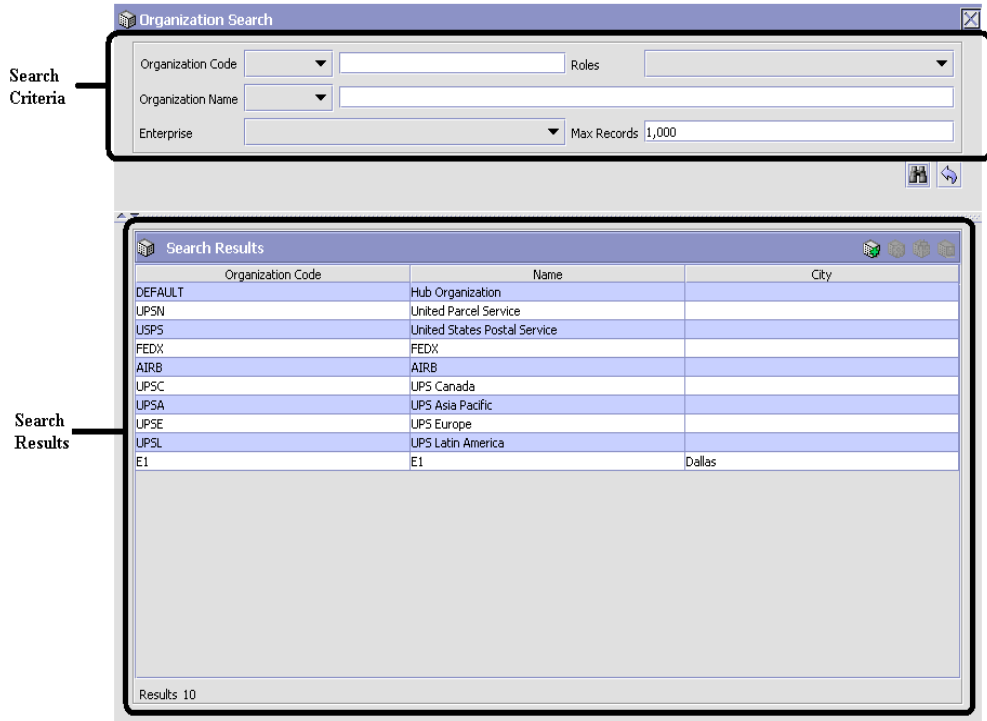 Organization Search
Search
Criteria
Organization Code
Roles
Organization Name
Enterprise
Max Records 1,000
Search
Results
Search Results
Organization Code Name City
DEFAULT Hub Organization
UPSN United Parcel Service
USPS United States Postal Service
FEDX FEDX
AIRB AIRB
UPSC UPS Canada
UPSA UPS Asia Pacific
UPSE UPS Europe
UPSL UPS Latin America
E1 E1 Dallas
Results 10